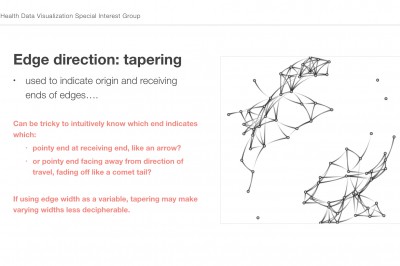 Health Data Visualization Special Interest Group
Edge direction: tapering
• used to indicate origin and receiving
ends of edges….
Can be tricky to intuitively know which end indicates
which:
◦ pointy end at receiving end, like an arrow?
◦ or pointy end facing away from direction of
travel, fading off like a comet tail?
If using edge width as a variable, tapering may make
varying widths less decipherable.